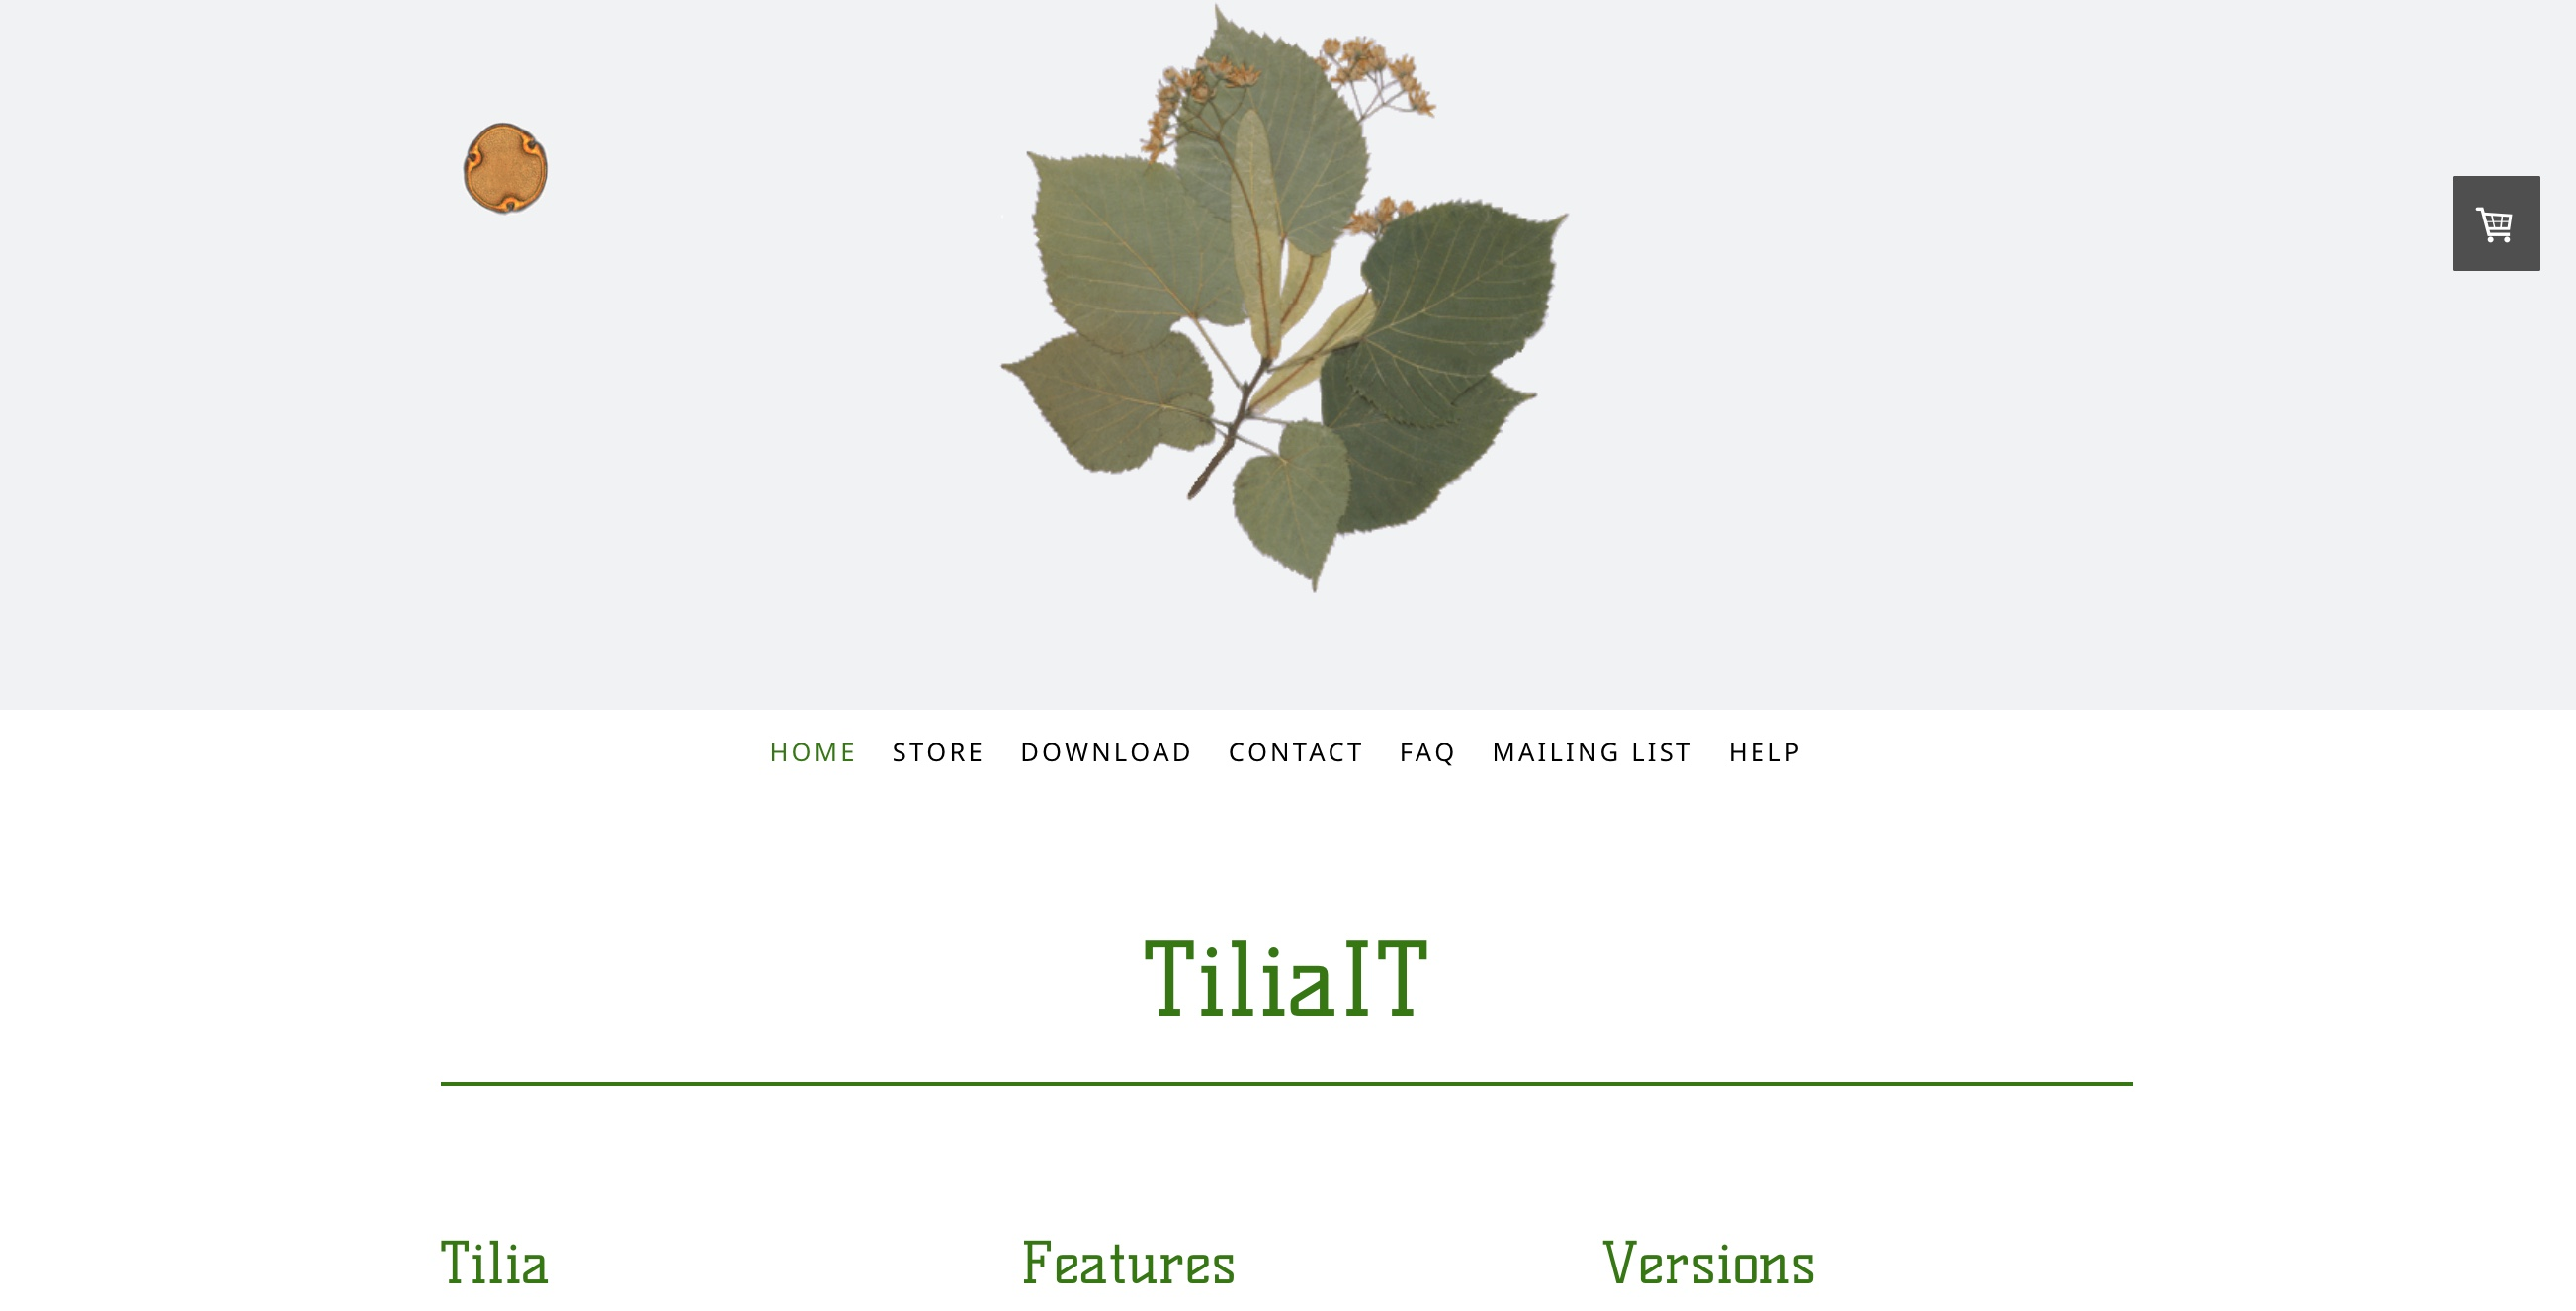 HOME STORE DOWNLOAD CONTACT FAQ MAILING LIST HELP
TiliaIT
Tilia Features Versions